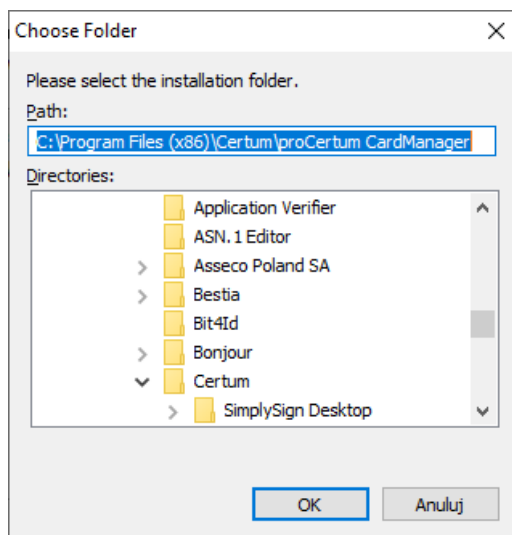 Choose Folder
Please select the installation folder.
Path:
C:\Program Files (x86)\Certum\proCertum CardManager
Directories:
Application Verifier
ASN.1 Editor
Asseco Poland SA
Bestia
Bit4Id
Bonjour
Certum
SimplySign Desktop
OK
Anuluj